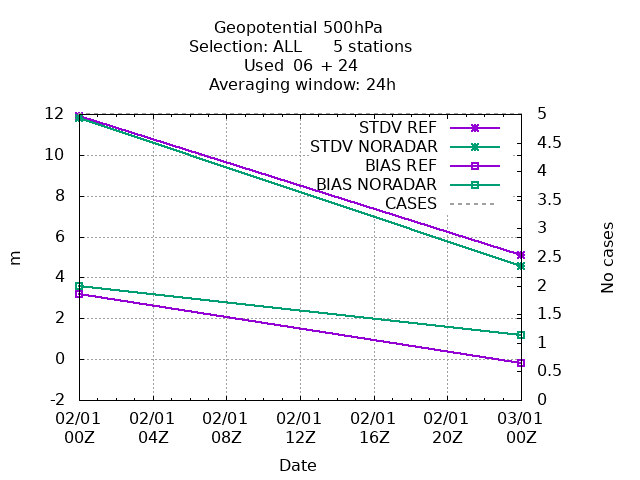 Geopotential 500hPa
Selection: ALL 5 stations
Used 06 + 24
Averaging window: 24h
STDV REF
STDV NORADAR
BIAS REF
BIAS NORADAR
CASES
12
10
8
6
4
2
0
-2
m
5
4.5
4
3.5
3
2.5
2
1.5
1
0.5
0
No cases
02/01 02/01 02/01 02/01 02/01 02/01 03/01
00Z 04Z 08Z 12Z 16Z 20Z 00Z
Date